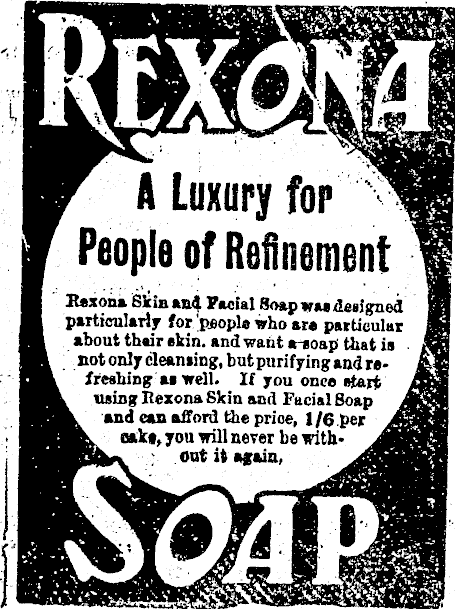 REXONA
A Luxury for
People of Refinement
Rexona Skin and Facial Soap was designed
particularly for people who are particular
about their skin. and want a soap that is
not only cleansing, but purifying and re-
freshing as well. If you once start
using Rexona Skin and Facial Soap
and can afford the price, 1/6 per
cake, you will never be with-
out it again,
SOAP